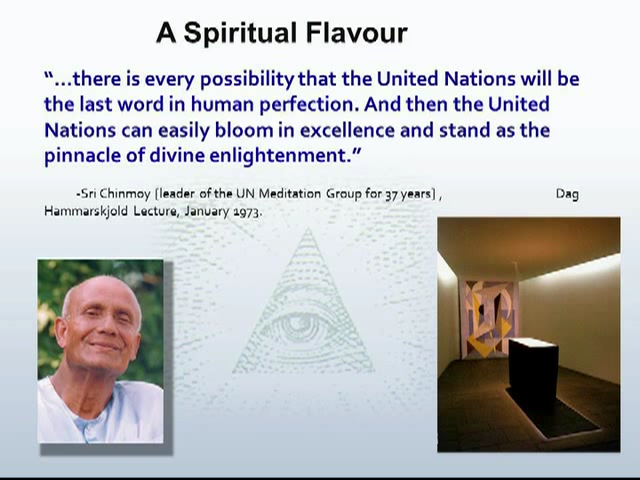 A Spiritual Flavour
“...there is every possibility that the United Nations will be
the last word in human perfection. And then the United
Nations can easily bloom in excellence and stand as the
pinnacle of divine enlightenment.”
-Sri Chinmoy (leader of the UN Meditation Group for 37 years) , Dag
Hammarskjold Lecture, January 1973.